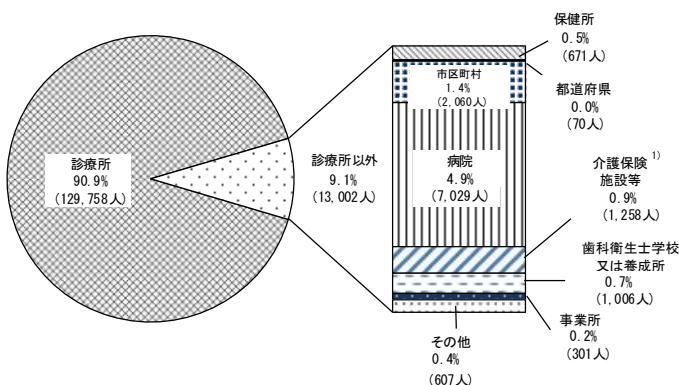 診療所
90.9%
(129,758人)
診療所以外
9.1%
(13,002人)
保健所
0.5%
(671人)
市区町村
1.4%
(2,060人)
都道府県
0.0%
(70人)
病院
4.9%
(7,029人)
介護保険 1)
施設等
0.9%
(1,258人)
歯科衛生士学校
又は養成所
0.7%
(1,006人)
事業所
0.2%
(301人)
その他
0.4%
(607人)